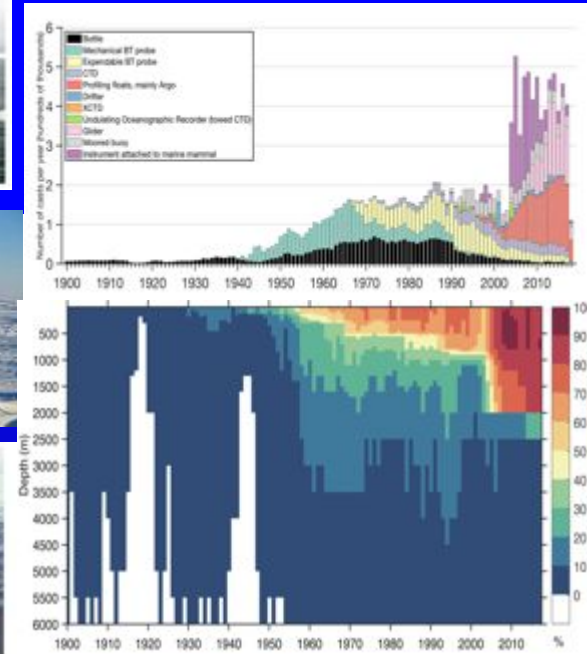 Number of casts per year (hundreds of thousands)
6
5
4
3
2
1
0
Bottle
Mechanical BT probe
Expendable BT probe
CTD
Profiling floats, mainly Argo
Drifter
XCTD
Undulating Oceanographic Recorder (towed CTD)
Glider
Moored buoy
Instrument attached to marine mammal
1900 1910 1920 1930 1940 1950 1960 1970 1980 1990 2000 2010
Depth (m)
500
1000
1500
2000
2500
3000
3500
4000
4500
5000
5500
6000
1900 1910 1920 1930 1940 1950 1960 1970 1980 1990 2000 2010
90
80
70
60
50
40
30
20
10
0
%